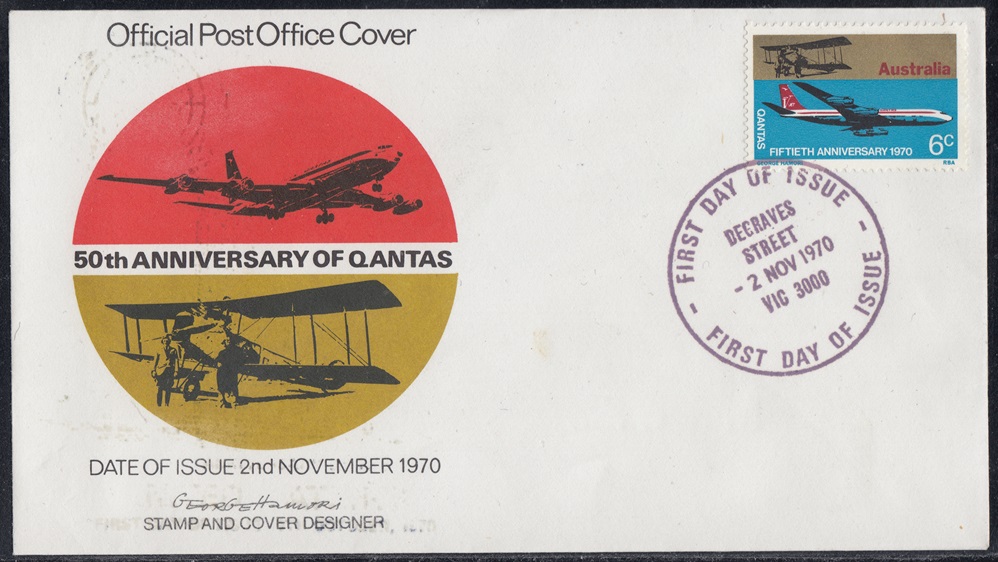 Official Post Office Cover
50th ANNIVERSARY OF QANTAS
DATE OF ISSUE 2nd NOVEMBER 1970
George Hamori
STAMP AND COVER DESIGNER
Australia
QANTAS
FIFTIETH ANNIVERSARY 1970
6c
GEORGE HAMORI
RBA
FIRST DAY OF ISSUE -
DEGRAVES
STREET
- 2 NOV 1970
VIC 3000
- FIRST DAY OF ISSUE